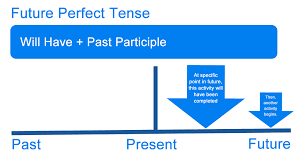 Future Perfect Tense
Will Have + Past Participle
At specific
point in future,
this activity will
have been
completed
Then,
another
activity
begins.
Past
Present
Future